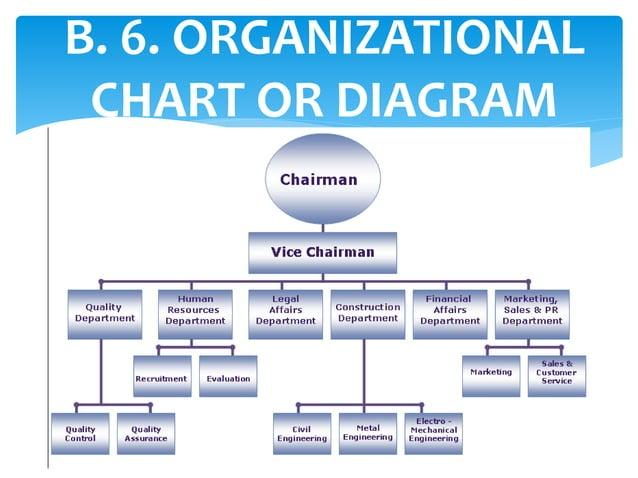 B. 6. ORGANIZATIONAL
CHART OR DIAGRAM
Chairman
Vice Chairman
Quality
Department
Human
Resources
Department
Legal
Affairs
Department
Construction
Department
Financial
Affairs
Department
Marketing,
Sales & PR
Department
Recruitment
Evaluation
Marketing
Sales &
Customer
Service
Quality
Control
Quality
Assurance
Civil
Engineering
Metal
Engineering
Electro -
Mechanical
Engineering